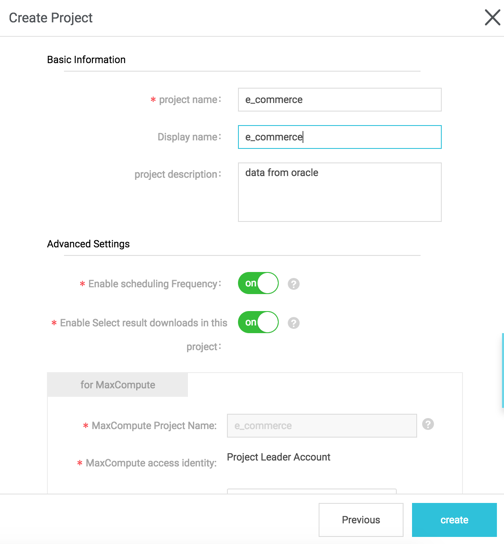 Create Project
Basic Information
* project name:
e_commerce
Display name:
e_commerce
project description:
data from oracle
Advanced Settings
* Enable scheduling Frequency:
on
?
* Enable Select result downloads in this
project:
on
?
for MaxCompute
* MaxCompute Project Name:
e_commerce
?
* MaxCompute access identity:
Project Leader Account
Previous
create